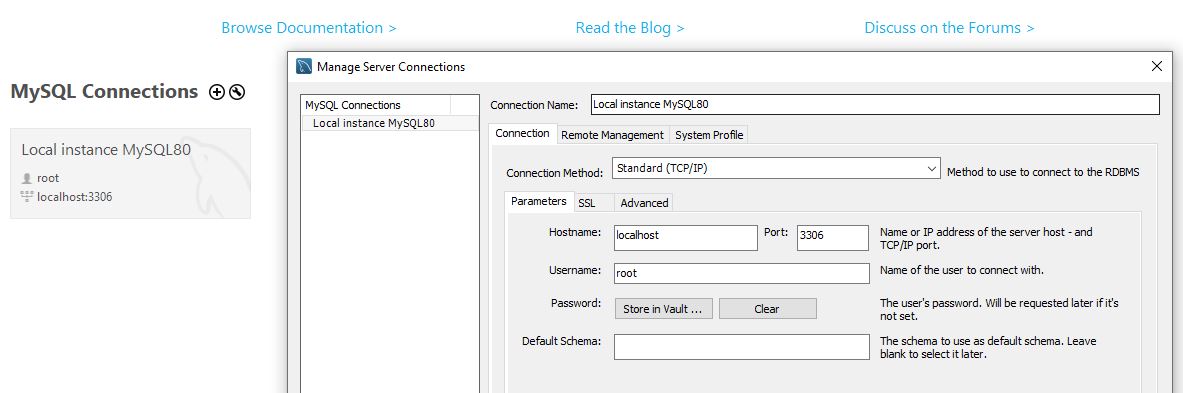 Browse Documentation >
Read the Blog >
Discuss on the Forums >
MySQL Connections
Local instance MySQL80
root
localhost:3306
Manage Server Connections
MySQL Connections
Local instance MySQL80
Connection Name:
Local instance MySQL80
Connection
Remote Management
System Profile
Connection Method:
Standard (TCP/IP)
Method to use to connect to the RDBMS
Parameters
SSL
Advanced
Hostname:
localhost
Port:
3306
Name or IP address of the server host - and
TCP/IP port.
Username:
root
Name of the user to connect with.
Password:
Store in Vault ...
Clear
The user's password. Will be requested later if it's
not set.
Default Schema:
The schema to use as default schema. Leave
blank to select it later.